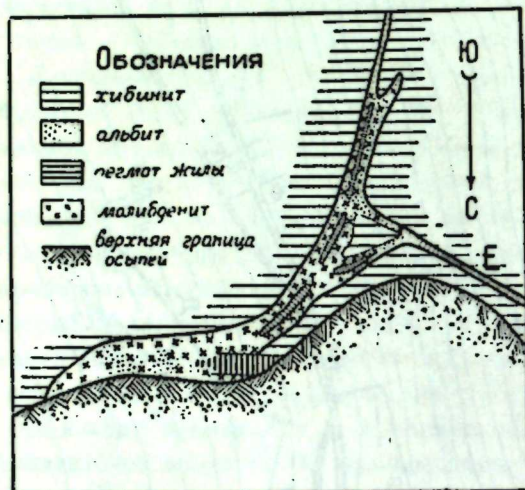 Обозначения
хибинит
альбит
пегмат жилы
молибденит
верхняя граница
осыпей
Ю
С
Е